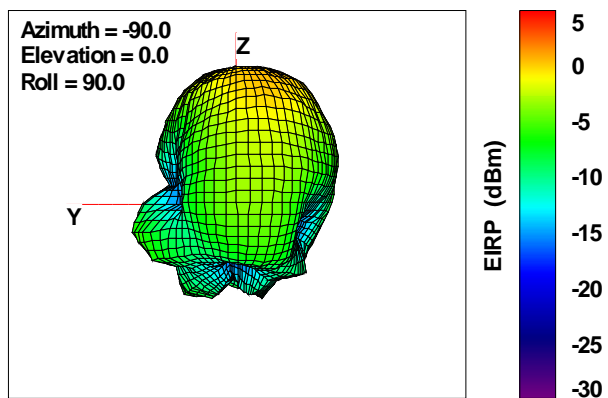 Azimuth = -90.0
Elevation = 0.0
Roll = 90.0
Z
Y
EIRP (dBm)
5
0
-5
-10
-15
-20
-25
-30